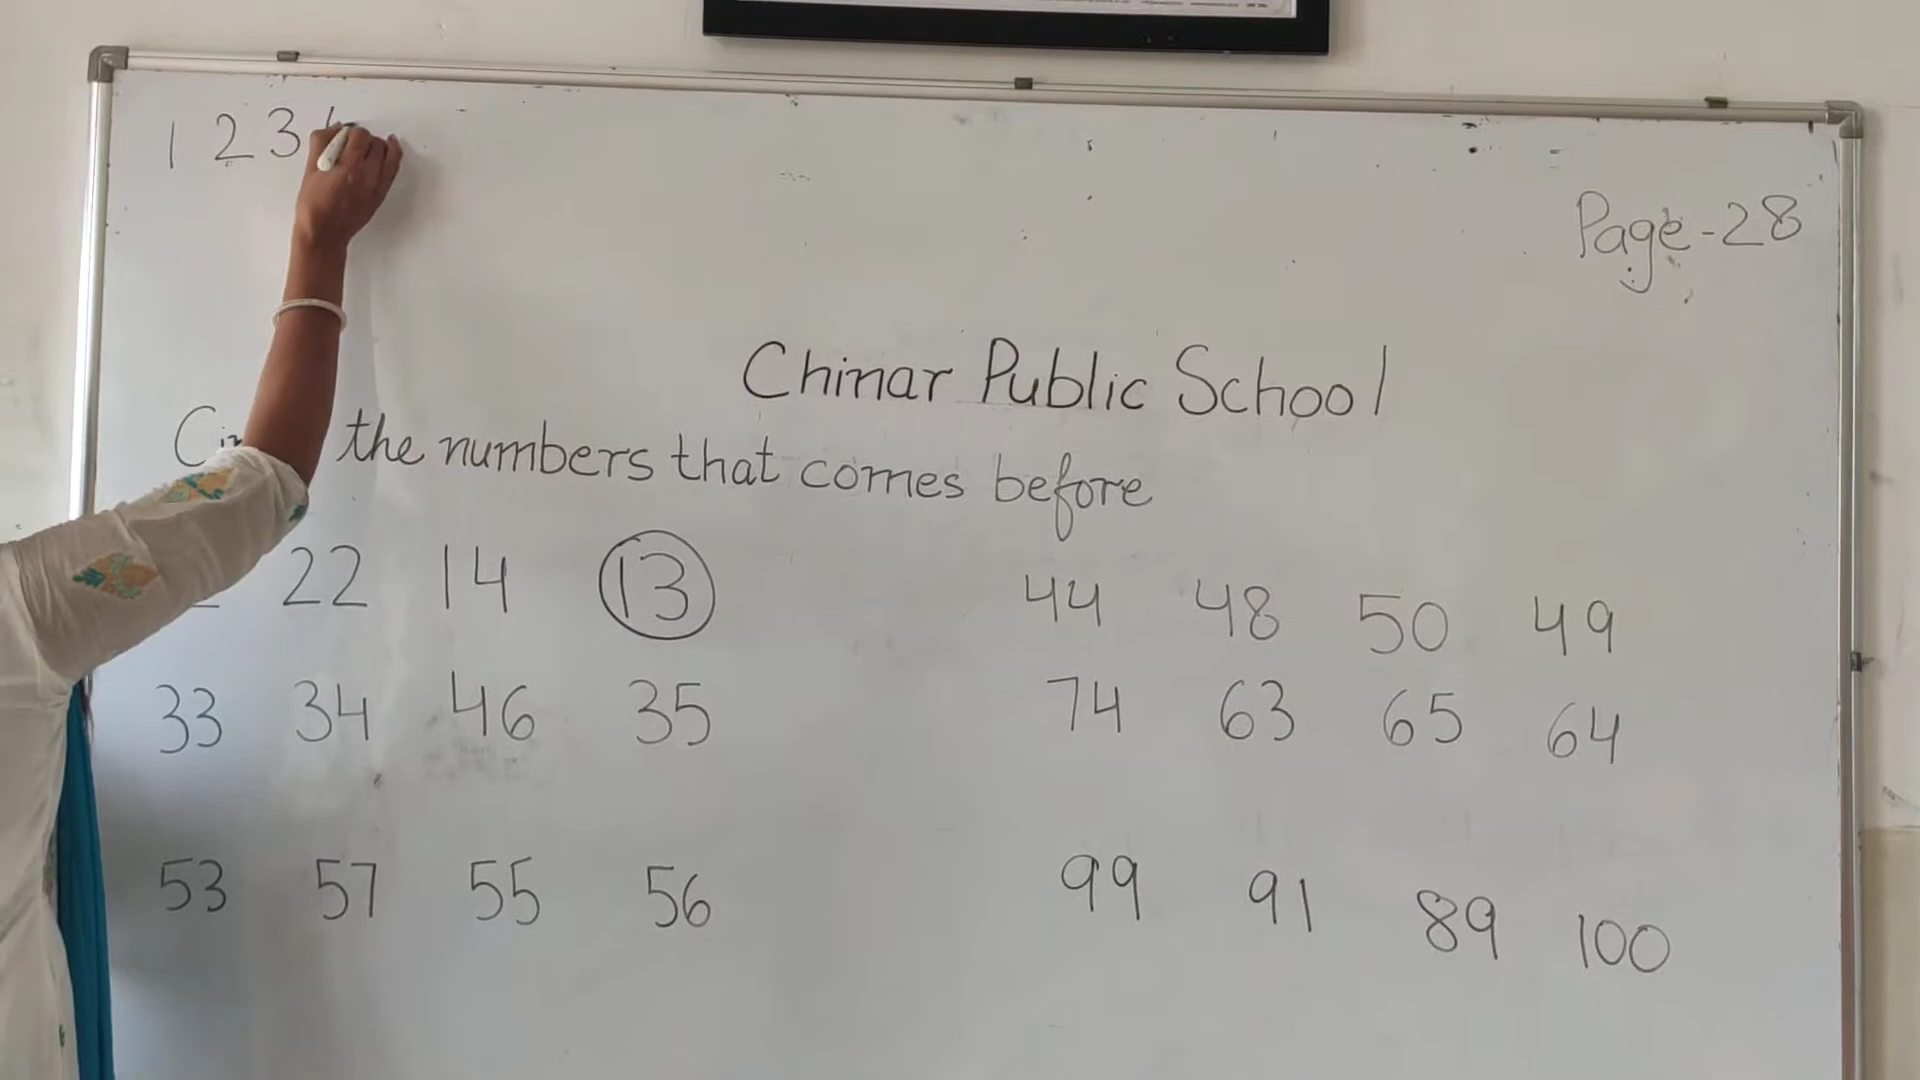 1 2 3
Page-28
Chinar Public School
the numbers that comes before
22 14 13 44 48 50 49
33 34 46 35 74 63 65 64
53 57 55 56 99 91 89 100